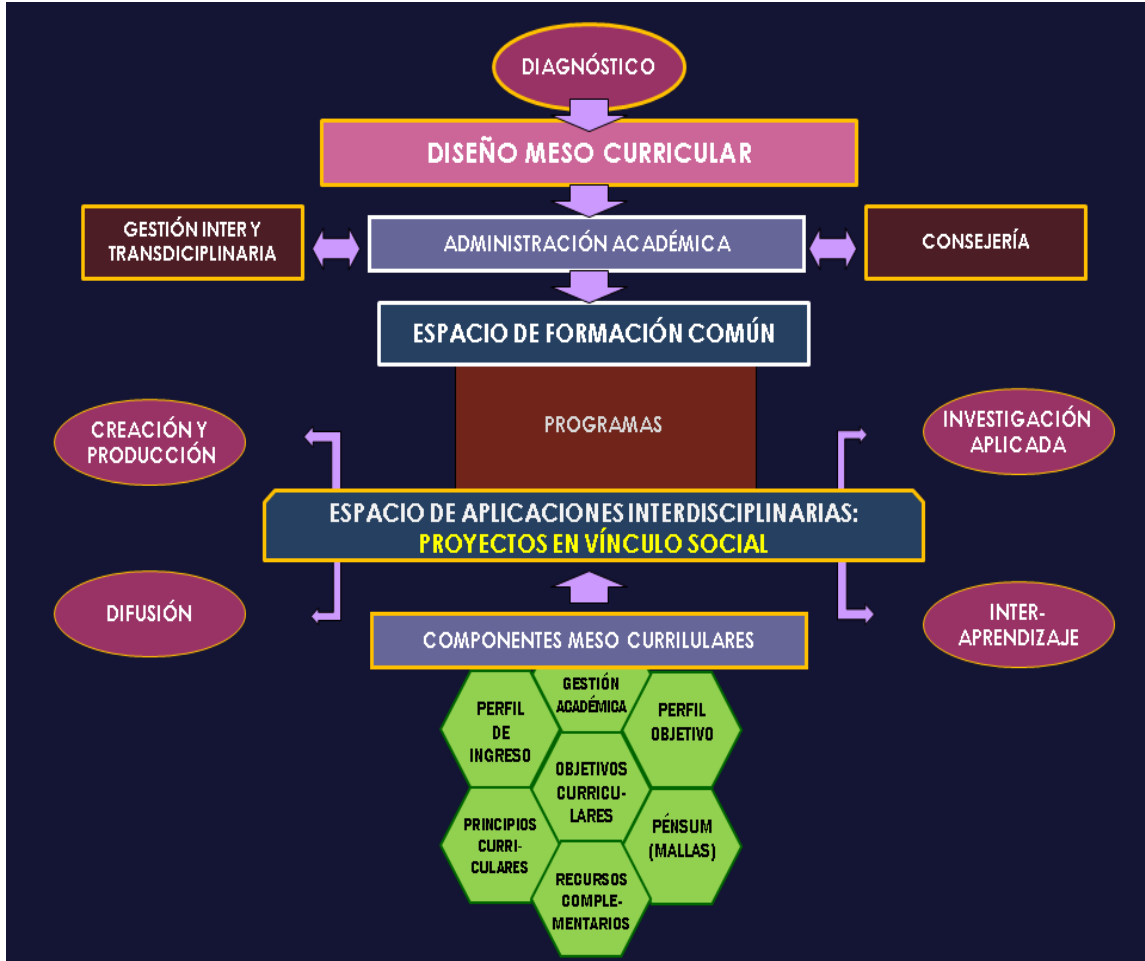 DIAGNÓSTICO
DISEÑO MESO CURRICULAR
GESTIÓN INTER Y
TRANSDICIPLINARIA
ADMINISTRACIÓN ACADÉMICA
CONSEJERÍA
ESPACIO DE FORMACIÓN COMÚN
CREACIÓN Y
PRODUCCIÓN
PROGRAMAS
INVESTIGACIÓN
APLICADA
ESPACIO DE APLICACIONES INTERDISCIPLINARIAS:
PROYECTOS EN VÍNCULO SOCIAL
DIFUSIÓN
INTER-
APRENDIZAJE
COMPONENTES MESO CURRILULARES
GESTIÓN
ACADÉMICA
PERFIL
DE
INGRESO
PERFIL
OBJETIVO
OBJETIVOS
CURRICU-
LARES
PRINCIPIOS
CURRI-
CULARES
PÉNSUM
(MALLAS)
RECURSOS
COMPLE-
MENTARIOS